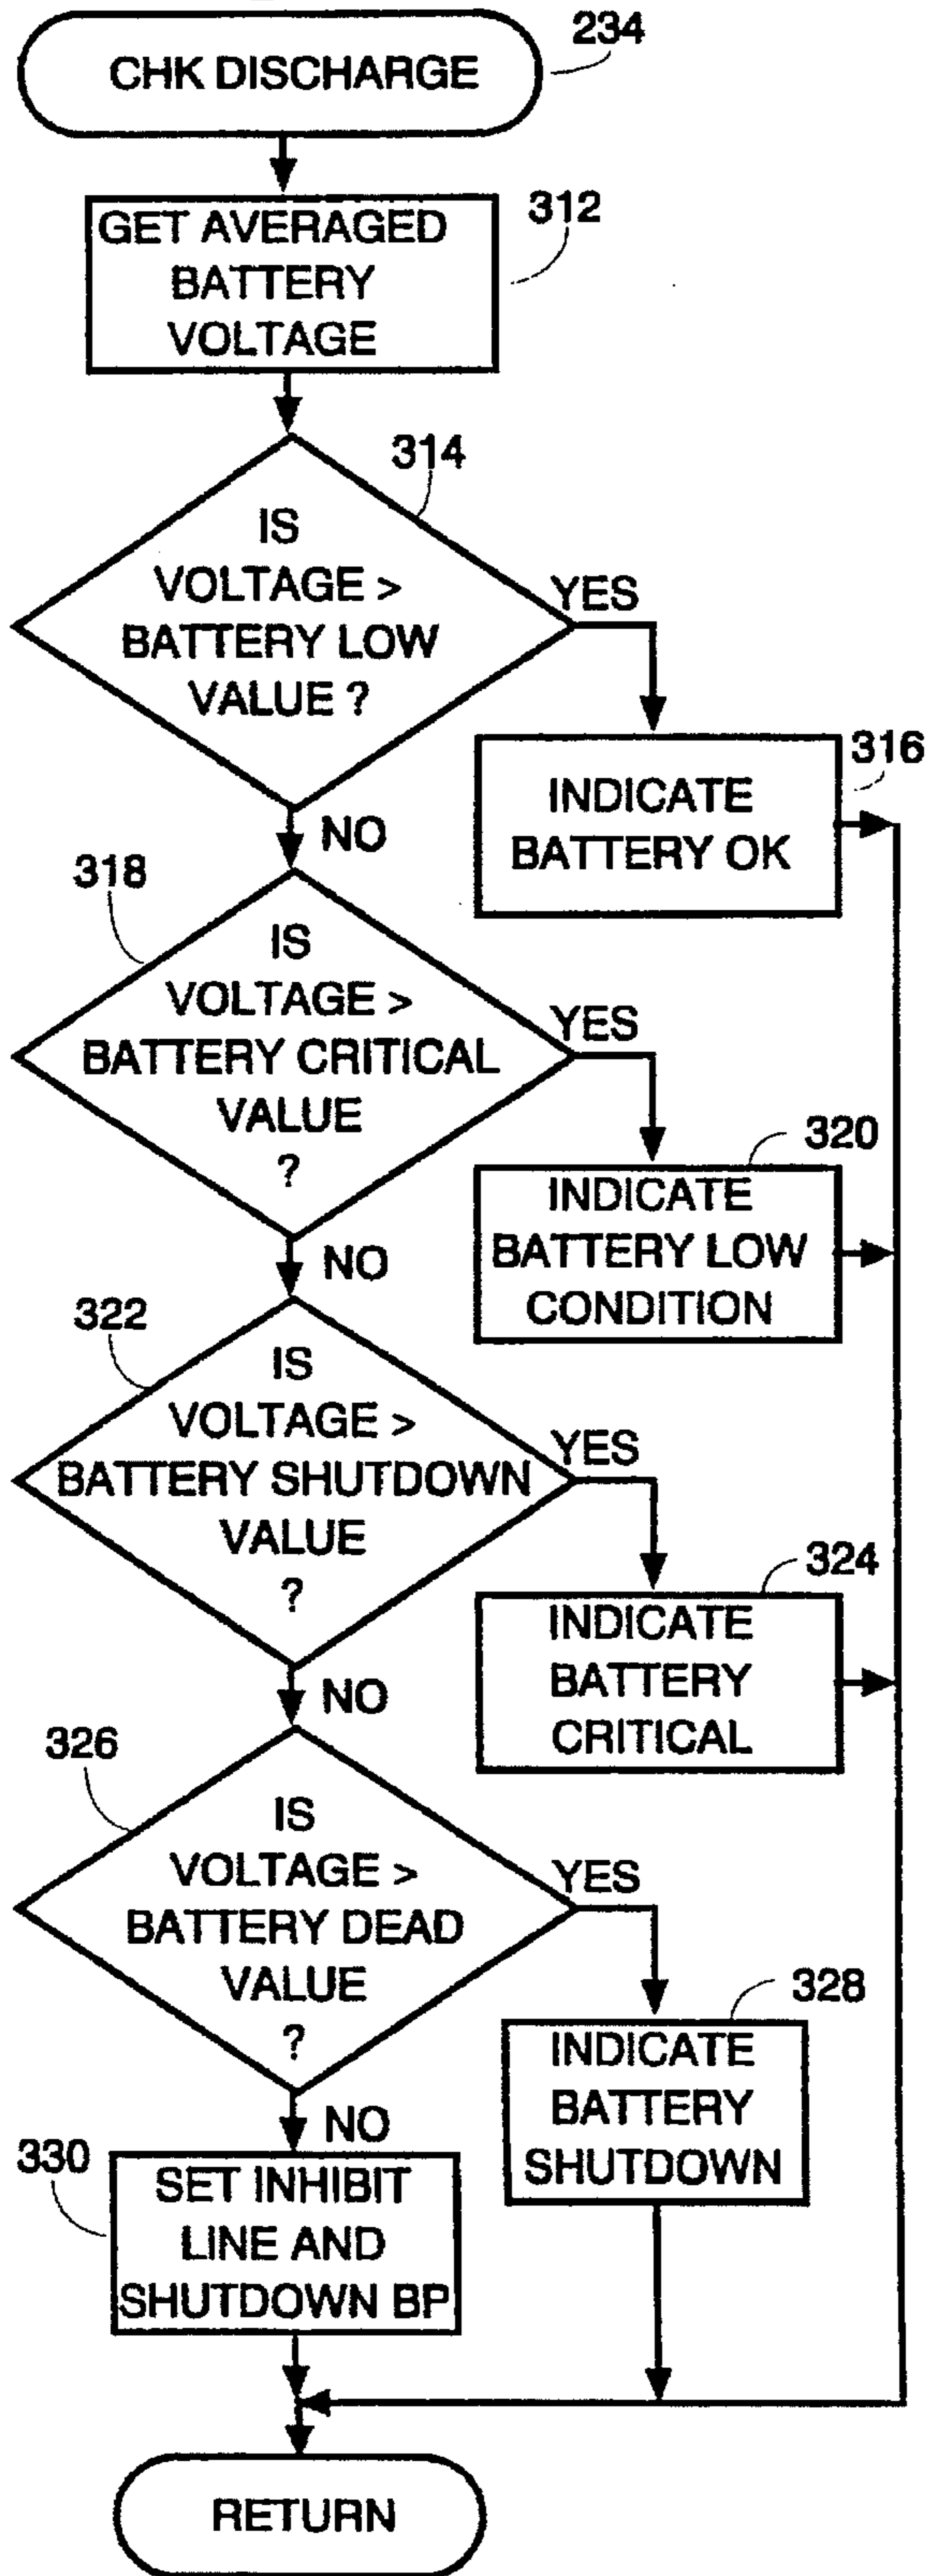 CHK DISCHARGE
234
GET AVERAGED
BATTERY
VOLTAGE
312
314
IS
VOLTAGE >
BATTERY LOW
VALUE ?
YES
316
INDICATE
BATTERY OK
NO
318
IS
VOLTAGE >
BATTERY CRITICAL
VALUE
?
YES
320
INDICATE
BATTERY LOW
CONDITION
NO
322
IS
VOLTAGE >
BATTERY SHUTDOWN
VALUE
?
YES
324
INDICATE
BATTERY
CRITICAL
NO
326
IS
VOLTAGE >
BATTERY DEAD
VALUE
?
YES
328
INDICATE
BATTERY
SHUTDOWN
NO
330
SET INHIBIT
LINE AND
SHUTDOWN BP
RETURN